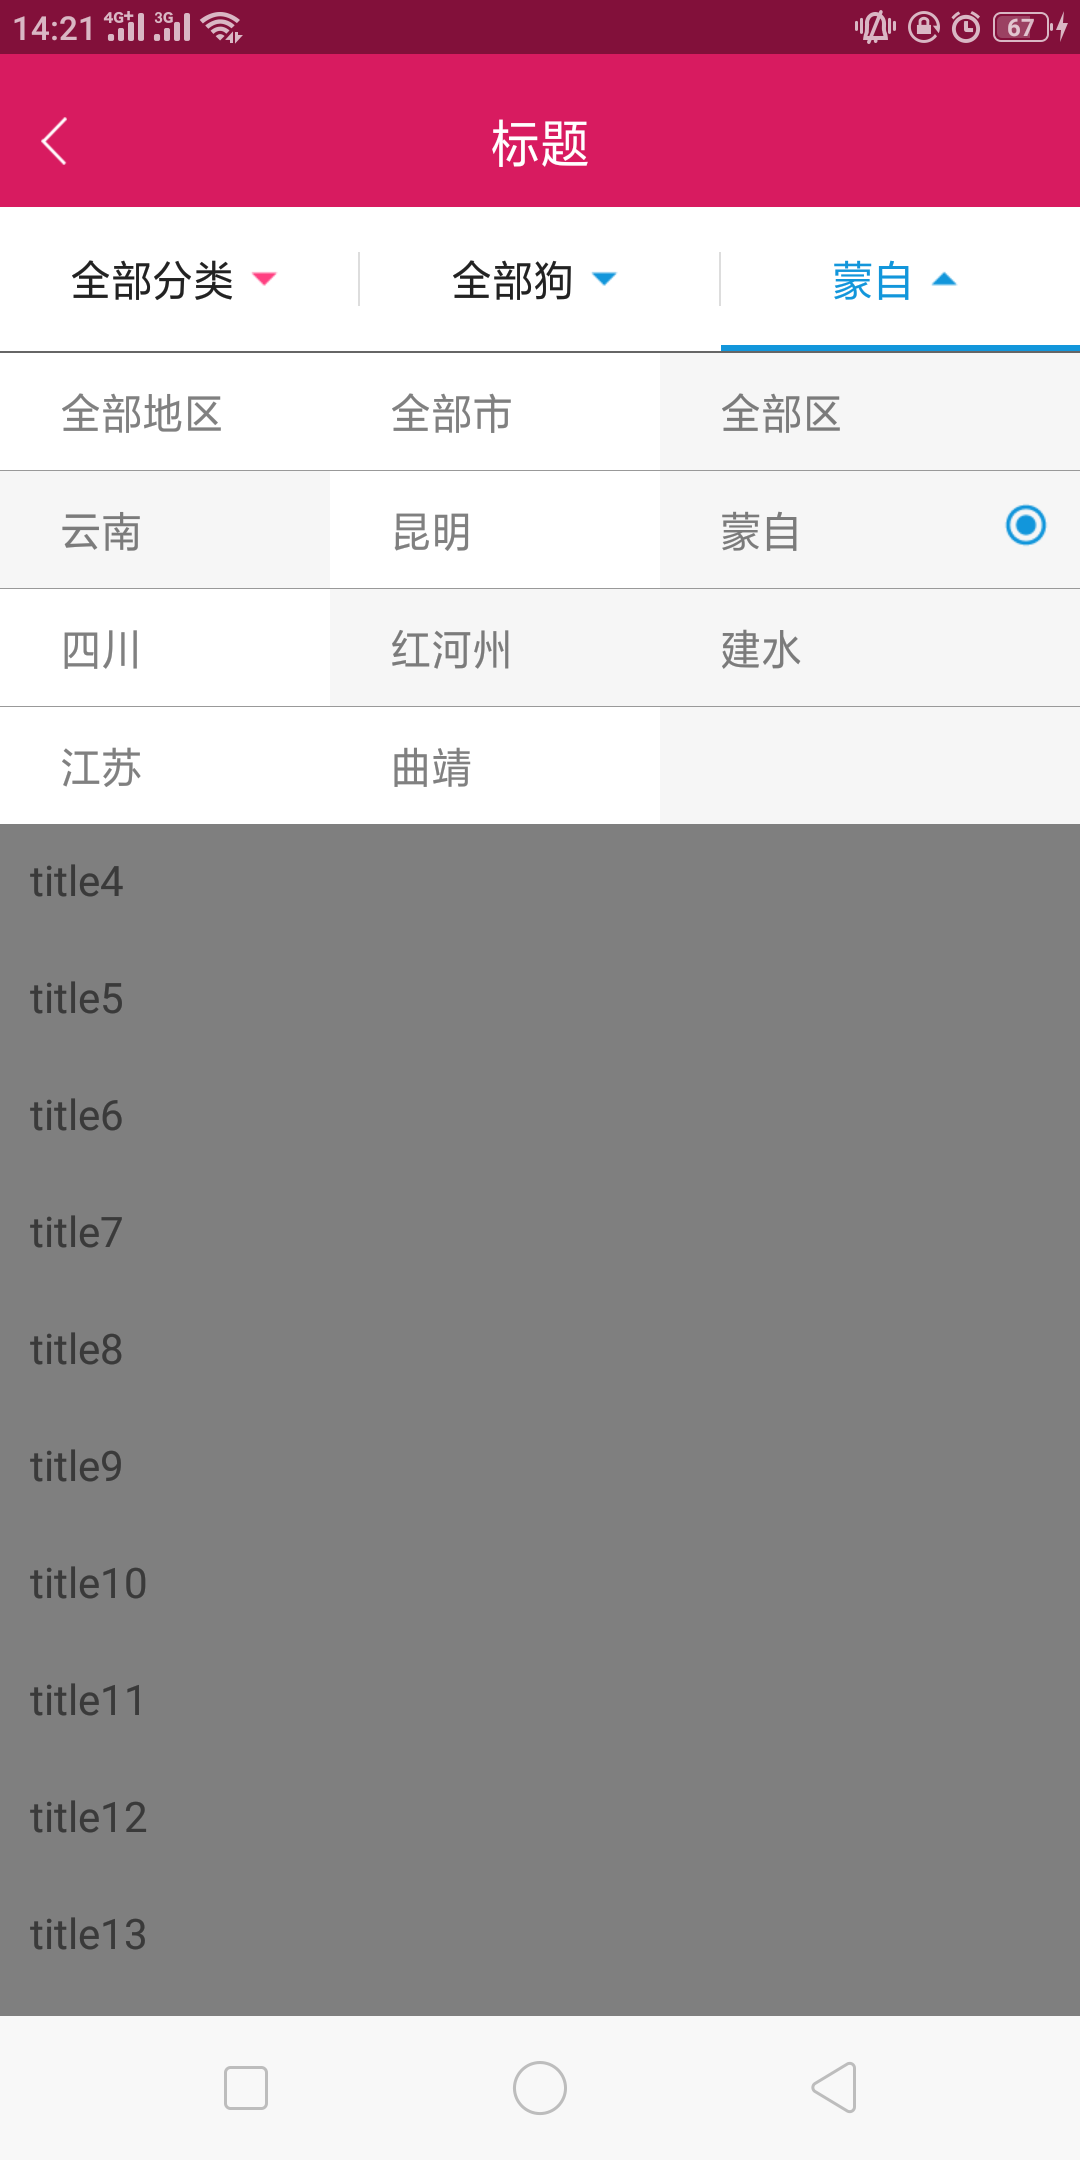 14:21 4G+ 3G 67
标题
全部分类 全部狗 蒙自
全部地区 全部市 全部区
云南 昆明 蒙自
四川 红河州 建水
江苏 曲靖
title4
title5
title6
title7
title8
title9
title10
title11
title12
title13